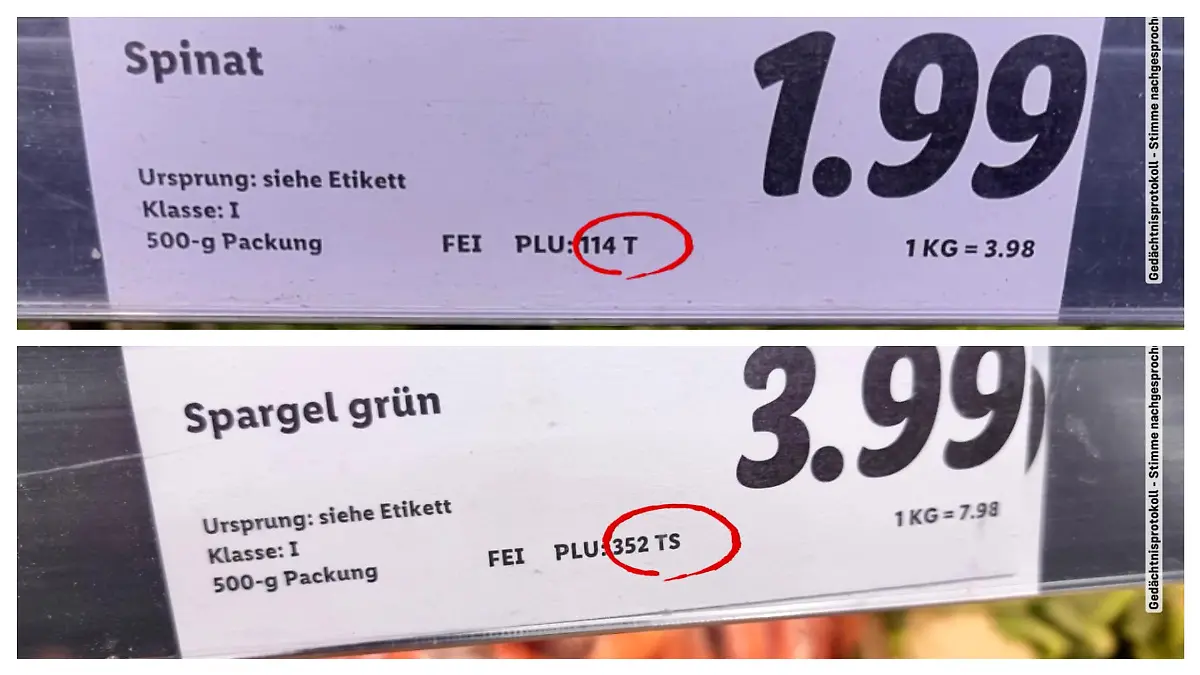 Spinat
1.99
Ursprung: siehe Etikett
Klasse: I
500-g Packung
FEI PLU: 114 T
1 KG = 3.98
Gedächtnisprotokoll - Stimme
Spargel grün
3.99
Ursprung: siehe Etikett
Klasse: I
500-g Packung
FEI PLU: 352 TS
1 KG = 7.98
Gedächtnisprotokoll - Stimme